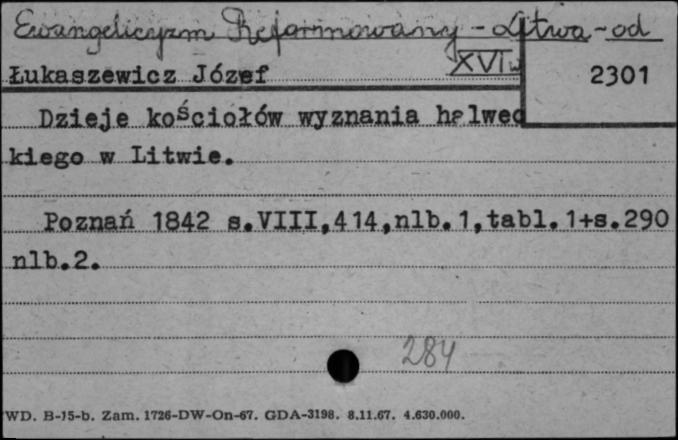 Ewangelicyzm Reformowany - Litwa - od
XVI w
Łukaszewicz Józef
2301
Dzieje kościołów wyznania helwec
kiego w Litwie.
Poznań 1842 s.VIII,414,nlb.1,tabl.1+s.290
nlb.2.
284
WD. B-15-b. Zam. 1726-DW-On-67. GDA-3198. 8.11.67. 4.630.000.